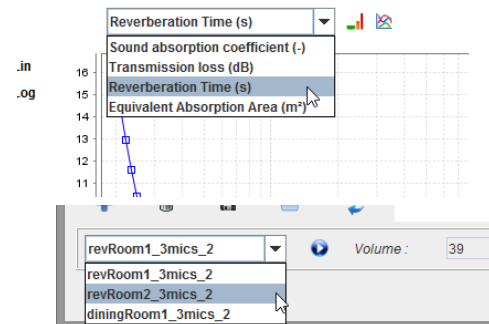 Reverberation Time (s)
Sound absorption coefficient (-)
Transmission loss (dB)
Reverberation Time (s)
Equivalent Absorption Area (m²)
.in
.og
16
15
14
13
12
11
revRoom1_3mics_2
Volume :
39
revRoom1_3mics_2
revRoom2_3mics_2
diningRoom1_3mics_2